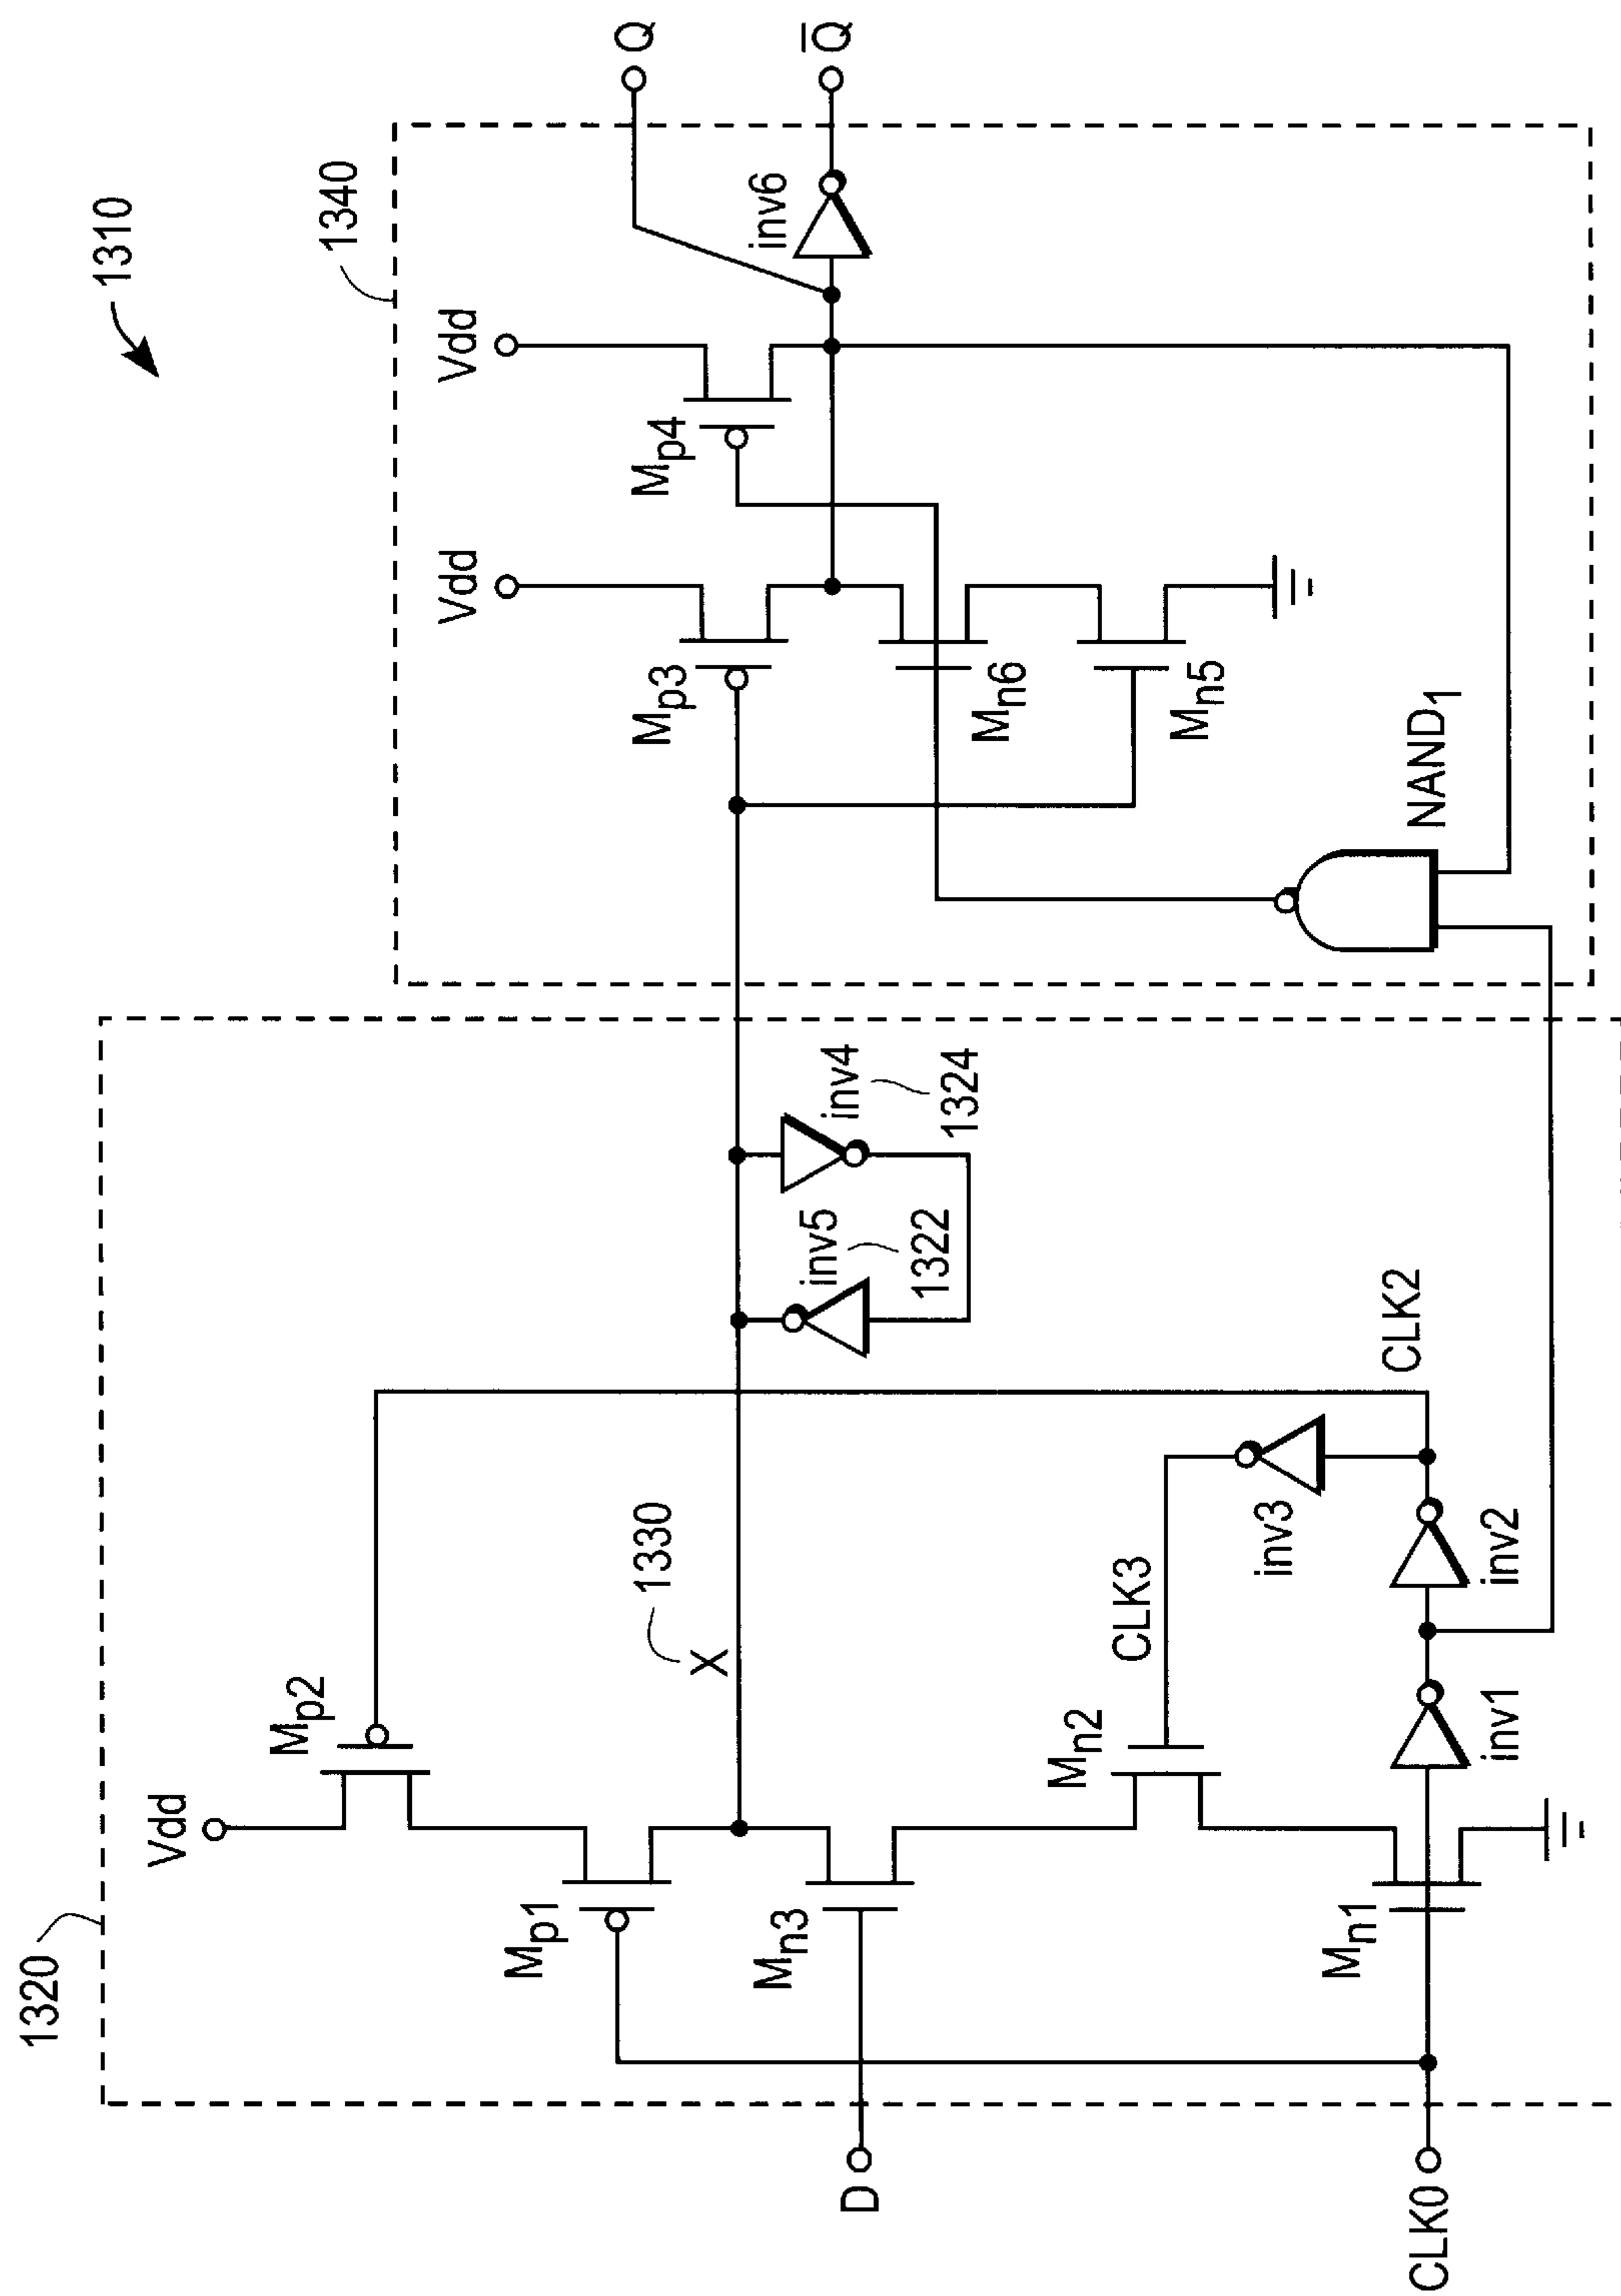 1310
1320
1340
Vdd
Mp2
Mp1
X
1330
Mn3
CLK3
Mn2
inv3
CLK2
Mn1
inv1
inv2
D
CLK0
inv5
1322
inv4
1324
Vdd
Vdd
Mp3
Mp4
Mn6
Mn5
NAND1
inv6
Q
Q̅